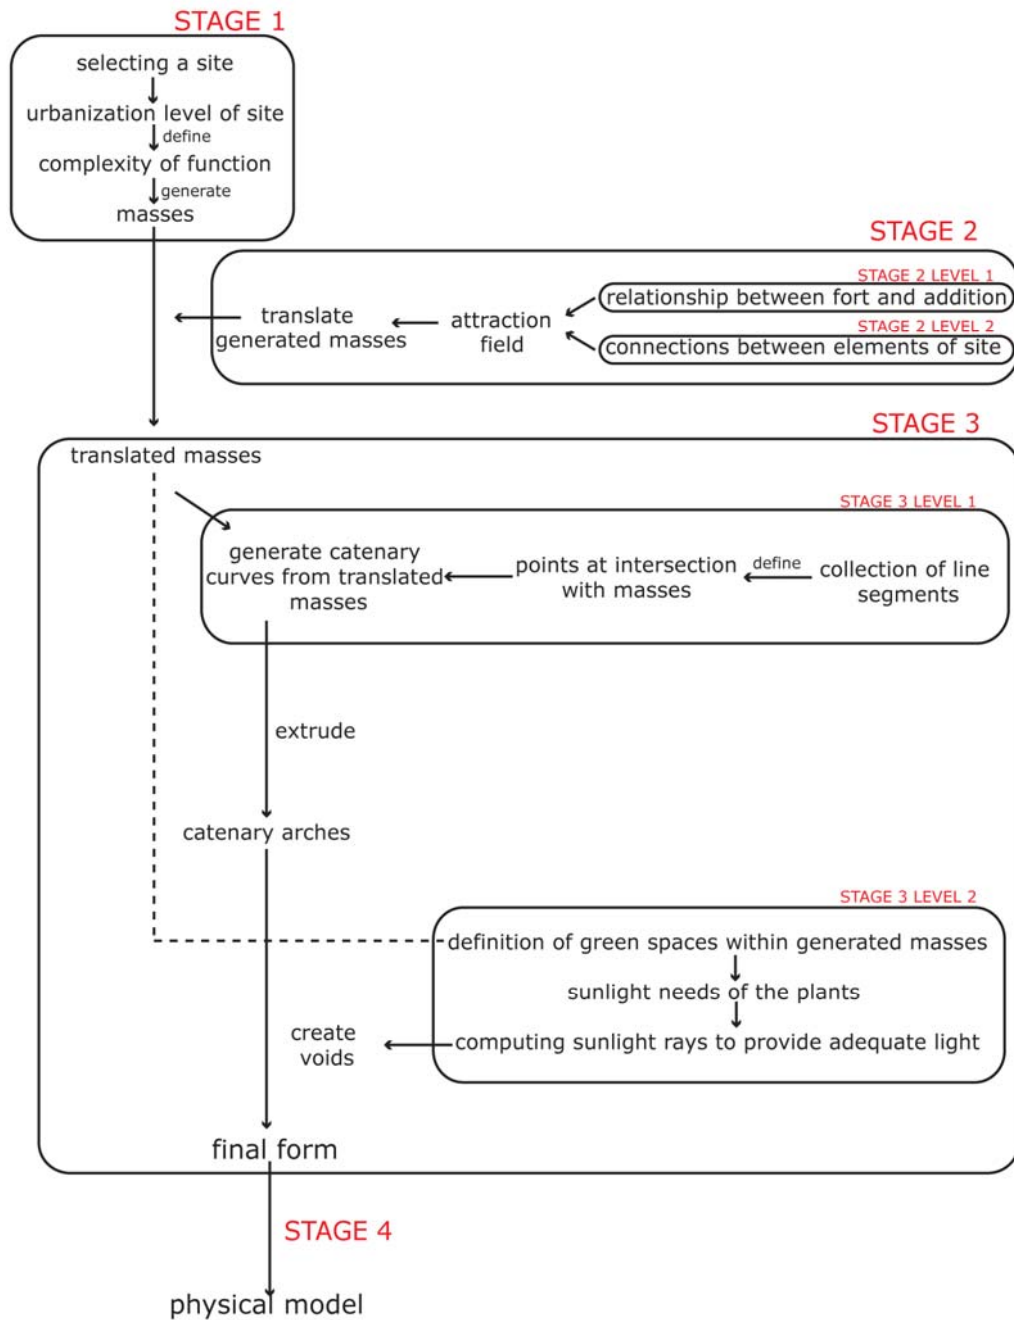 STAGE 1
selecting a site
urbanization level of site
define
complexity of function
generate
masses
STAGE 2
STAGE 2 LEVEL 1
relationship between fort and addition
STAGE 2 LEVEL 2
connections between elements of site
attraction
field
translate
generated masses
STAGE 3
translated masses
STAGE 3 LEVEL 1
generate catenary
curves from translated
masses
points at intersection
with masses
define
collection of line
segments
extrude
catenary arches
STAGE 3 LEVEL 2
definition of green spaces within generated masses
sunlight needs of the plants
computing sunlight rays to provide adequate light
create
voids
final form
STAGE 4
physical model